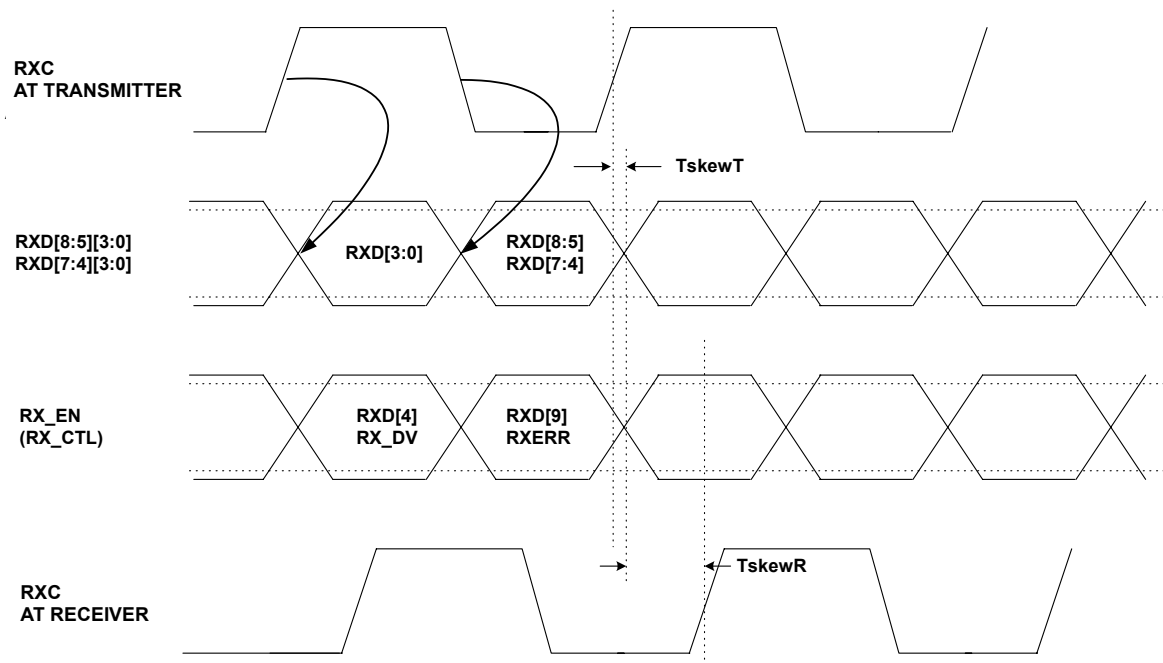 RXC
AT TRANSMITTER
TskewT
RXD[8:5][3:0]
RXD[7:4][3:0]
RXD[3:0]
RXD[8:5]
RXD[7:4]
RX_EN
(RX_CTL)
RXD[4]
RX_DV
RXD[9]
RXERR
TskewR
RXC
AT RECEIVER